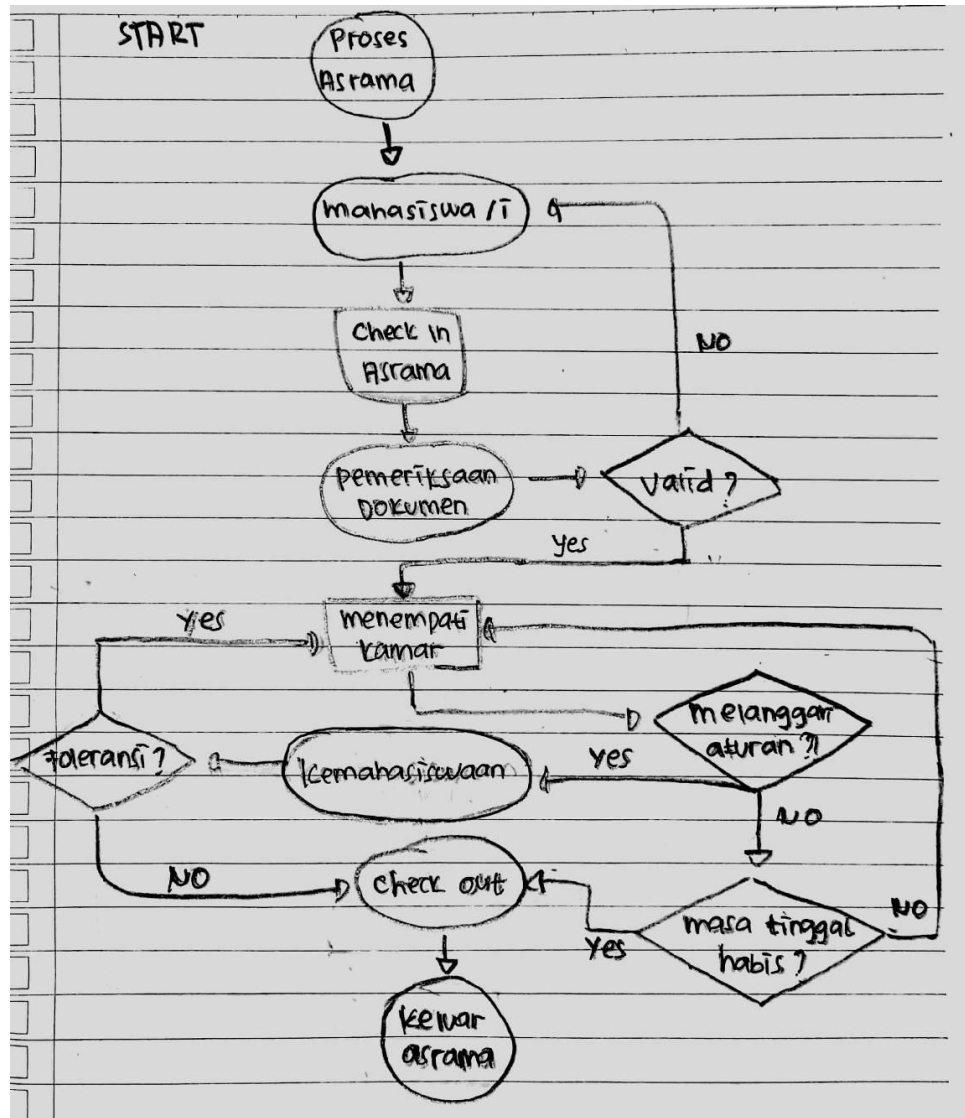 START
Proses
Asrama
mahasiswa /i
Check in
Asrama
NO
pemeriksaan
Dokumen
valid ?
yes
yes
menempati
kamar
melanggar
aturan ?
toleransi ?
kemahasiswaan
yes
NO
NO
check out
masa tinggal
habis ?
NO
yes
keluar
asrama